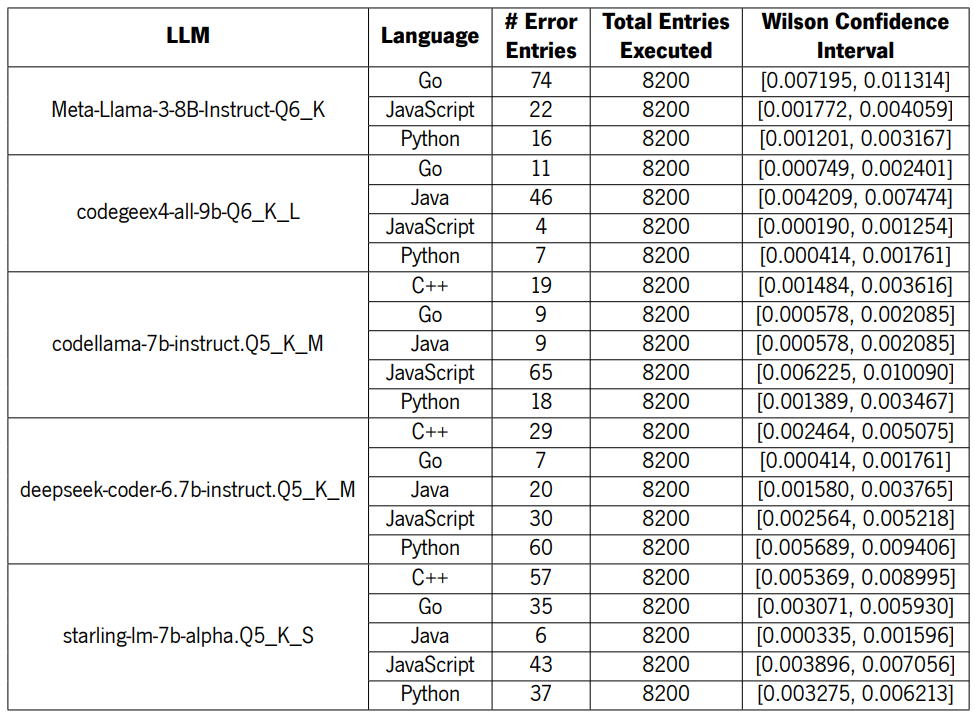 LLM Language # Error Entries Total Entries Executed Wilson Confidence Interval
Meta-Llama-3-8B-Instruct-Q6_K Go 74 8200 [0.007195, 0.011314]
JavaScript 22 8200 [0.001772, 0.004059]
Python 16 8200 [0.001201, 0.003167]
codegeex4-all-9b-Q6_K_L Go 11 8200 [0.000749, 0.002401]
Java 46 8200 [0.004209, 0.007474]
JavaScript 4 8200 [0.000190, 0.001254]
Python 7 8200 [0.000414, 0.001761]
codellama-7b-instruct.Q5_K_M C++ 19 8200 [0.001484, 0.003616]
Go 9 8200 [0.000578, 0.002085]
Java 9 8200 [0.000578, 0.002085]
JavaScript 65 8200 [0.006225, 0.010090]
Python 18 8200 [0.001389, 0.003467]
deepseek-coder-6.7b-instruct.Q5_K_M C++ 29 8200 [0.002464, 0.005075]
Go 7 8200 [0.000414, 0.001761]
Java 20 8200 [0.001580, 0.003765]
JavaScript 30 8200 [0.002564, 0.005218]
Python 60 8200 [0.005689, 0.009406]
starling-lm-7b-alpha.Q5_K_S C++ 57 8200 [0.005369, 0.008995]
Go 35 8200 [0.003071, 0.005930]
Java 6 8200 [0.000335, 0.001596]
JavaScript 43 8200 [0.003896, 0.007056]
Python 37 8200 [0.003275, 0.006213]